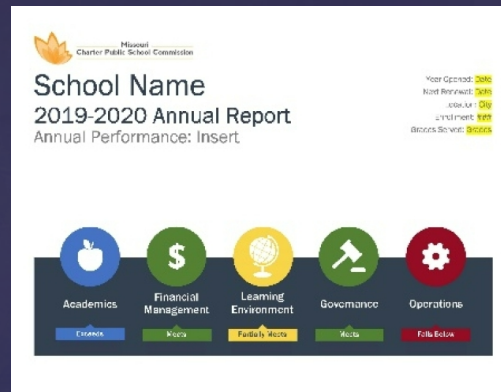 Missouri
Charter Public School Commission
School Name
2019-2020 Annual Report
Annual Performance: Insert
Year Opened: Date
Next Renewal: Date
Location: City
Enrollment: ###
Grades Served: Grades
Academics
Financial
Management
Learning
Environment
Governance
Operations
Exceeds
Meets
Partially Meets
Meets
Falls Below